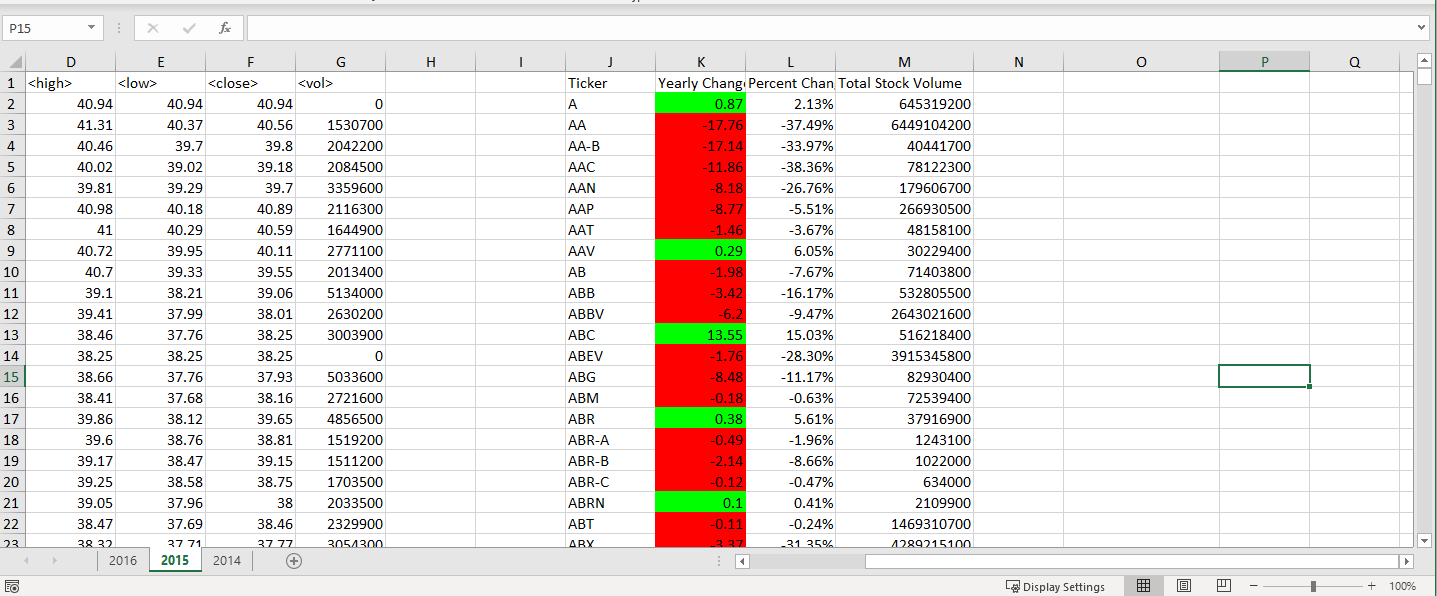 P15 fx
D E F G H I J K L M N O P Q
1 <high> <low> <close> <vol> Ticker Yearly Chang Percent Chan Total Stock Volume
2 40.94 40.94 40.94 0 A 0.87 2.13% 645319200
3 41.31 40.37 40.56 1530700 AA -17.76 -37.49% 6449104200
4 40.46 39.7 39.8 2042200 AA-B -17.14 -33.97% 40441700
5 40.02 39.02 39.18 2084500 AAC -11.86 -38.36% 78122300
6 39.81 39.29 39.7 3359600 AAN -8.18 -26.76% 179606700
7 40.98 40.18 40.89 2116300 AAP -8.77 -5.51% 266930500
8 41 40.29 40.59 1644900 AAT -1.46 -3.67% 48158100
9 40.72 39.95 40.11 2771100 AAV 0.29 6.05% 30229400
10 40.7 39.33 39.55 2013400 AB -1.98 -7.67% 71403800
11 39.1 38.21 39.06 5134000 ABB -3.42 -16.17% 532805500
12 39.41 37.99 38.01 2630200 ABBV -6.2 -9.47% 2643021600
13 38.46 37.76 38.25 3003900 ABC 13.55 15.03% 516218400
14 38.25 38.25 38.25 0 ABEV -1.76 -28.30% 3915345800
15 38.66 37.76 37.93 5033600 ABG -8.48 -11.17% 82930400
16 38.41 37.68 38.16 2721600 ABM -0.18 -0.63% 72539400
17 39.86 38.12 39.65 4856500 ABR 0.38 5.61% 37916900
18 39.6 38.76 38.81 1519200 ABR-A -0.49 -1.96% 1243100
19 39.17 38.47 39.15 1511200 ABR-B -2.14 -8.66% 1022000
20 39.25 38.58 38.75 1703500 ABR-C -0.12 -0.47% 634000
21 39.05 37.96 38 2033500 ABRN 0.1 0.41% 2109900
22 38.47 37.69 38.46 2329900 ABT -0.11 -0.24% 1469310700
23 38.32 37.71 37.77 3054300 ABX -3.37 -31.35% 4289215100
2016 2015 2014
Display Settings 100%